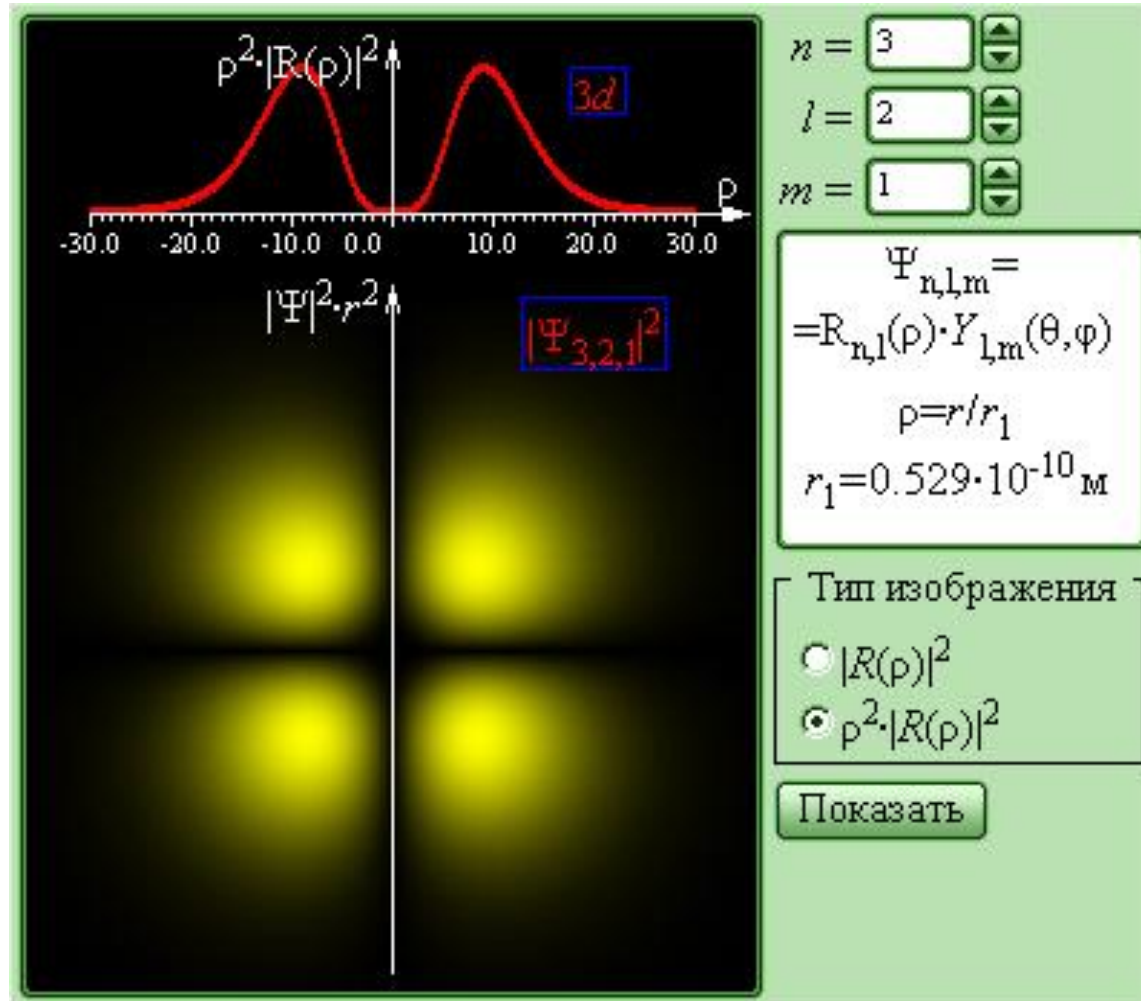 ρ²·|R(ρ)|²
3d
ρ
-30.0 -20.0 -10.0 0.0 10.0 20.0 30.0
|Ψ|²·r²
|Ψ₃,₂,₁|²
n = 3
l = 2
m = 1
Ψn,l,m=
=Rn,l(ρ)·Yl,m(θ,φ)
ρ=r/r₁
r₁=0.529·10⁻¹⁰м
Тип изображения
|R(ρ)|²
ρ²·|R(ρ)|²
Показать